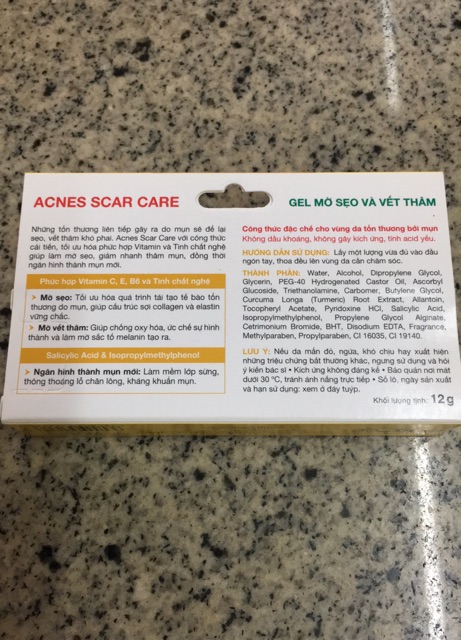 ACNES SCAR CARE
GEL MỜ SẸO VÀ VẾT THÂM
Những tổn thương liên tiếp gây ra do mụn sẽ để lại
sẹo, vết thâm khó phai. Acnes Scar Care với công thức
cải tiến, tối ưu hóa phức hợp Vitamin và Tinh chất nghệ
giúp làm mờ sẹo, giảm nhanh thâm mụn, đồng thời
ngăn hình thành mụn mới.
Phức hợp Vitamin C, E, B6 và Tinh chất nghệ
➤ Mờ sẹo: Tối ưu hóa quá trình tái tạo tế bào tổn
thương do mụn, giúp cấu trúc sợi collagen và elastin
vững chắc.
➤ Mờ vết thâm: Giúp chống oxy hóa, ức chế sự hình
thành và làm mờ sắc tố melanin tạo ra.
Salicylic Acid & Isopropylmethylphenol
➤ Ngăn hình thành mụn mới: Làm mềm lớp sừng,
thông thoáng lỗ chân lông, kháng khuẩn mụn.
Công thức đặc chế cho vùng da tổn thương bởi mụn
Không dầu khoáng, không gây kích ứng, tính acid yếu.
HƯỚNG DẪN SỬ DỤNG: Lấy một lượng vừa đủ vào đầu
ngón tay, thoa đều lên vùng da cần chăm sóc.
THÀNH PHẦN: Water, Alcohol, Dipropylene Glycol,
Glycerin, PEG-40 Hydrogenated Castor Oil, Ascorbyl
Glucoside, Triethanolamine, Carbomer, Butylene Glycol,
Curcuma Longa (Turmeric) Root Extract, Allantoin,
Tocopheryl Acetate, Pyridoxine HCl, Salicylic Acid,
Isopropylmethylphenol, Propylene Glycol Alginate,
Cetrimonium Bromide, BHT, Disodium EDTA, Fragrance,
Methylparaben, Propylparaben, CI 16035, CI 19140.
LƯU Ý: Nếu da mẩn đỏ, ngứa, khó chịu hay xuất hiện
những triệu chứng bất thường khác, ngưng sử dụng và hỏi
ý kiến bác sĩ • Kích ứng không đáng kể • Bảo quản nơi mát
dưới 30 °C, tránh ánh nắng trực tiếp • Số lô, ngày sản xuất
và hạn sử dụng: xem ở đáy tuýp.
Khối lượng tịnh: 12g